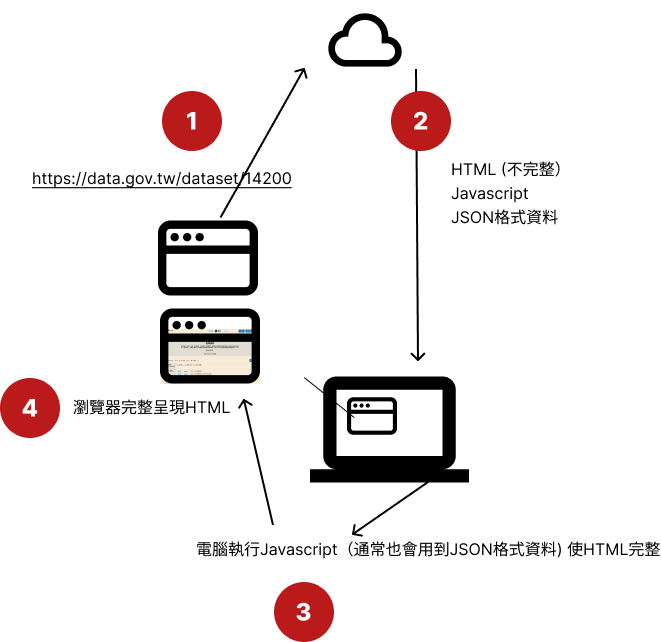 1
2
https://data.gov.tw/dataset/14200
HTML (不完整)
Javascript
JSON格式資料
4
瀏覽器完整呈現HTML
電腦執行Javascript（通常也會用到JSON格式資料) 使HTML完整
3